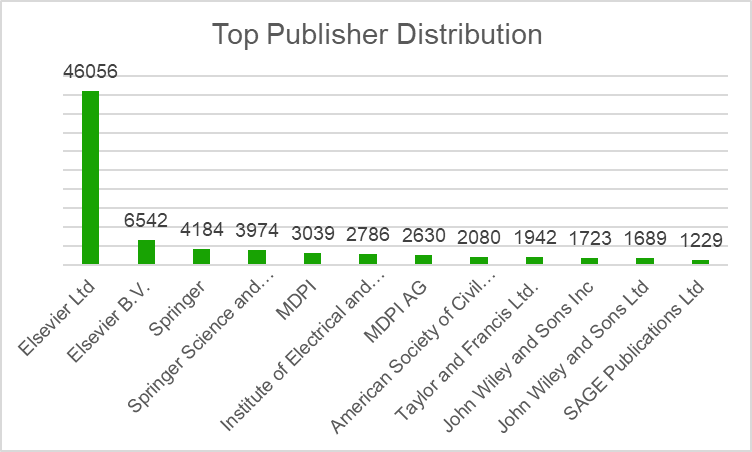 Top Publisher Distribution
46056
6542
4184
3974
3039
2786
2630
2080
1942
1723
1689
1229
Elsevier Ltd
Elsevier B.V.
Springer
Springer Science and...
MDPI
Institute of Electrical and...
MDPI AG
American Society of Civil...
Taylor and Francis Ltd.
John Wiley and Sons Inc
John Wiley and Sons Ltd
SAGE Publications Ltd